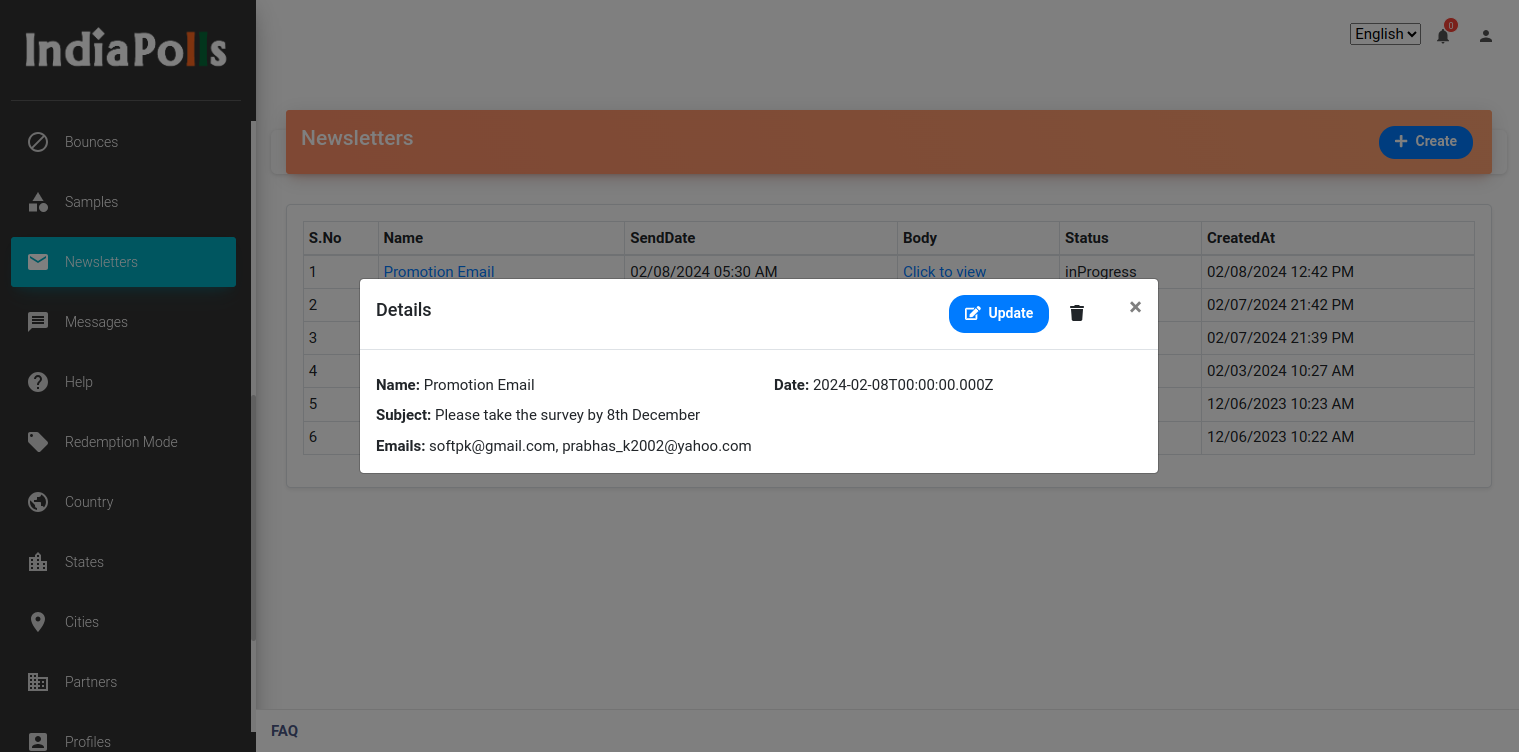 IndiaPolls
English
0
Bounces
Samples
Newsletters
Messages
Help
Redemption Mode
Country
States
Cities
Partners
Profiles
Newsletters
Create
S.No Name SendDate Body Status CreatedAt
1 Promotion Email 02/08/2024 05:30 AM Click to view inProgress 02/08/2024 12:42 PM
2 02/07/2024 21:42 PM
3 02/07/2024 21:39 PM
4 02/03/2024 10:27 AM
5 12/06/2023 10:23 AM
6 12/06/2023 10:22 AM
Details
Update
×
Name: Promotion Email Date: 2024-02-08T00:00:00.000Z
Subject: Please take the survey by 8th December
Emails: softpk@gmail.com, prabhas_k2002@yahoo.com
FAQ